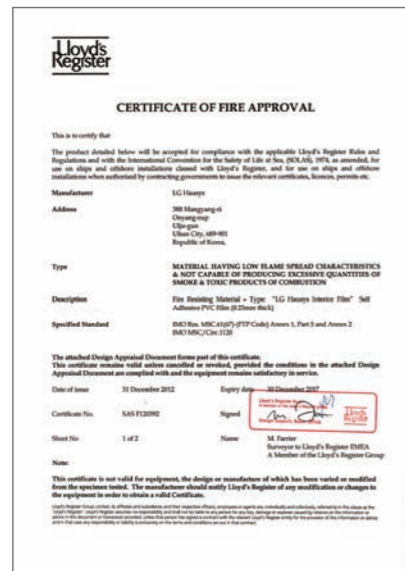 Lloyd's
Register
CERTIFICATE OF FIRE APPROVAL
This is to certify that
The product detailed below will be accepted for compliance with the applicable Lloyd's Register Rules and
Regulations and with the International Convention for the Safety of Life at Sea, (SOLAS), 1974, as amended, for
use on ships and offshore installations classed with Lloyd's Register, and for use on ships and offshore
installations when authorised by contracting governments to issue the relevant certificates, licences, permits etc.
Manufacturer LG Hausys
Address 388 Mangyang-ri
Onyang-eup
Ulju-gun
Ulsan City, 689-901
Republic of Korea,
Type MATERIAL HAVING LOW FLAME SPREAD CHARACTERISTICS
& NOT CAPABLE OF PRODUCING EXCESSIVE QUANTITIES OF
SMOKE & TOXIC PRODUCTS OF COMBUSTION
Description Fire Resisting Material - Type "LG Hausys Interior Film" Self
Adhesive PVC Film (0.23mm thick)
Specified Standard IMO Res. MSC.61(67)-(FTP Code) Annex 1, Part 5 and Annex 2
IMO MSC/Circ 1120
The attached Design Appraisal Document forms part of this certificate.
This certificate remains valid unless cancelled or revoked, provided the conditions in the attached Design
Appraisal Document are complied with and the equipment remains satisfactory in service.
Date of issue 31 December 2012 Expiry date 30 December 2017
Lloyd's Register
A member of the Lloyd's Register
Certificate No. SAS F120392 Signed
Lloyd's
Register
Sheet No 1 of 2 Name M. Farrier
Surveyor to Lloyd's Register EMEA
A Member of the Lloyd's Register Group
Note:
This certificate is not valid for equipment, the design or manufacture of which has been varied or modified
from the specimen tested. The manufacturer should notify Lloyd's Register of any modification or changes to
the equipment in order to obtain a valid Certificate.